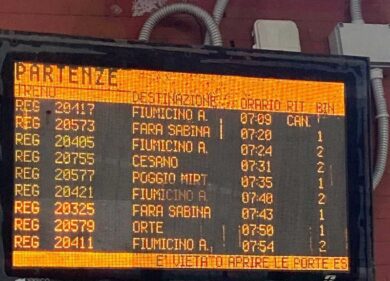 PARTENZE
TRENO DESTINAZIONE ORARIO RIT BIN.
REG 20417 FIUMICINO A. 07:09 CAN.
REG 20573 FARA SABINA 07:20 1
REG 20405 FIUMICINO A. 07:24 2
REG 20755 CESANO 07:31 2
REG 20577 POGGIO MIRT. 07:35 1
REG 20421 FIUMICINO A. 07:40 2
REG 20325 FARA SABINA 07:43 1
REG 20579 ORTE 07:50 1
REG 20411 FIUMICINO A. 07:54 2
E' VIETATO APRIRE LE PORTE ES